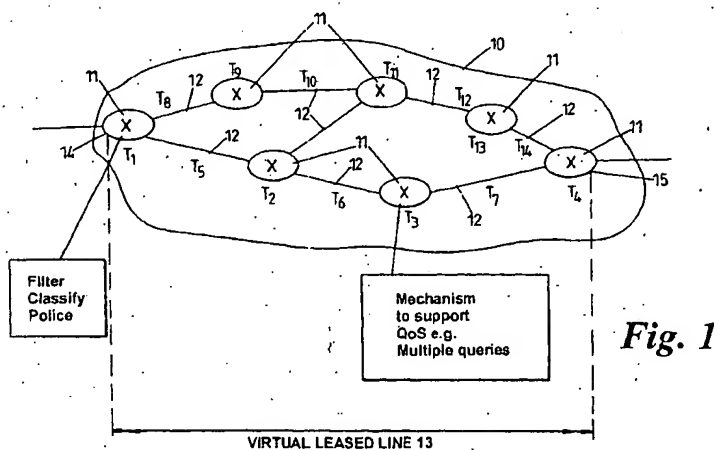 11
10
11
T9
T11
11
T10
12
12
T8
12
T12
11
12
X
X
X
12
12
T13
X
T14
11
14
T1
12
11
X
T5
X
12
15
T2
T6
X
T7
T4
T3
12
Filter
Classify
Police
Mechanism
to support
QoS e.g.
Multiple queries
Fig. 1
VIRTUAL LEASED LINE 13